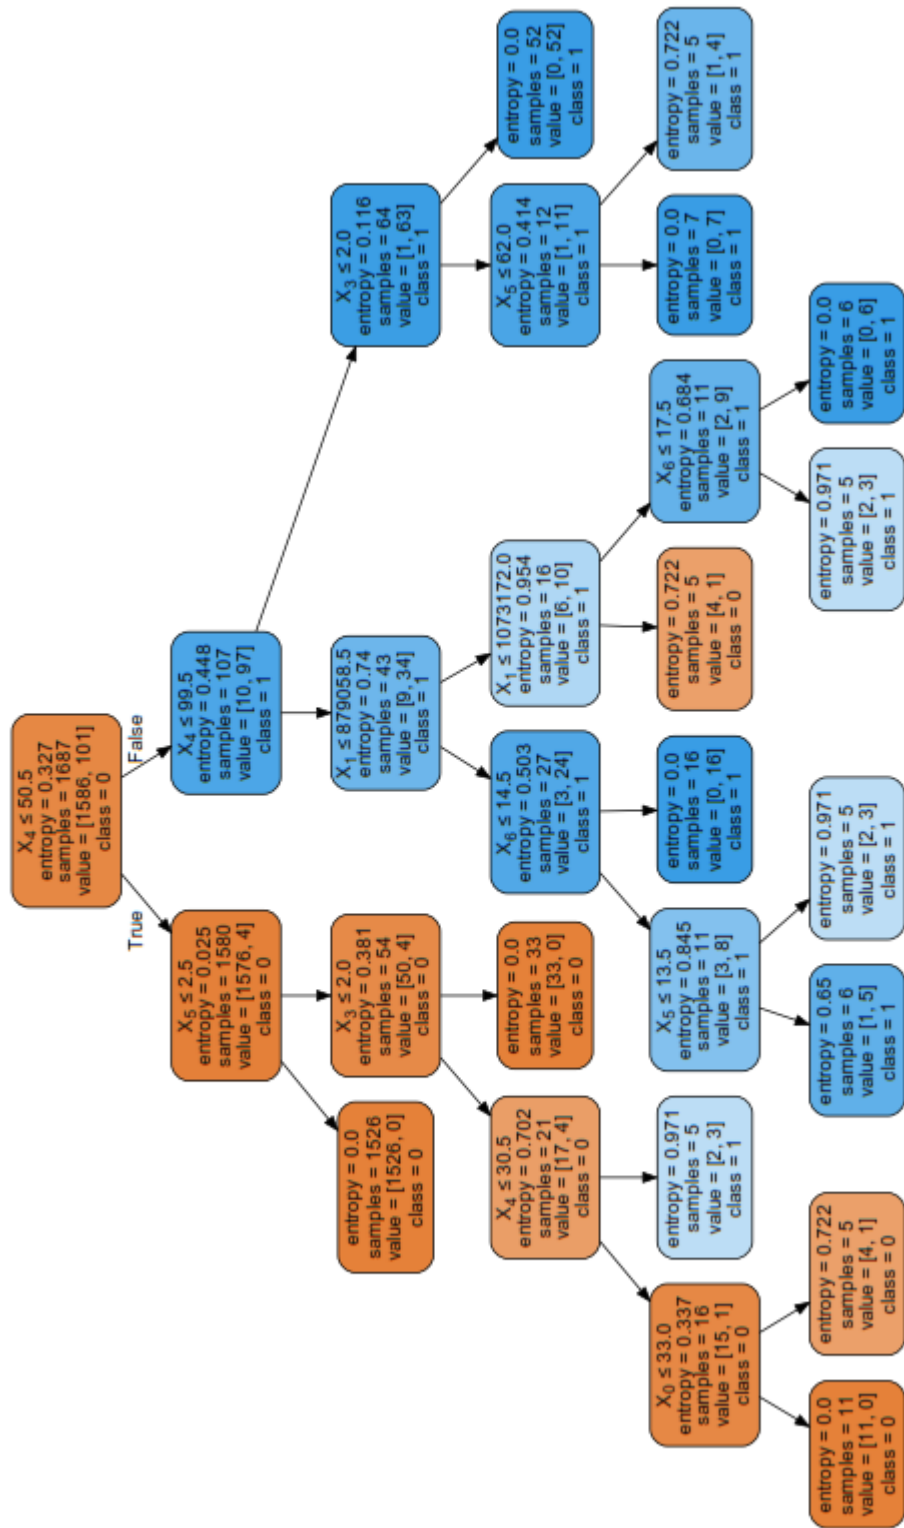 X₄ ≤ 50.5
entropy = 0.327
samples = 1687
value = [1586, 101]
class = 0
True
False
X₅ ≤ 2.5
entropy = 0.025
samples = 1580
value = [1576, 4]
class = 0
X₄ ≤ 99.5
entropy = 0.448
samples = 107
value = [10, 97]
class = 1
entropy = 0.0
samples = 1526
value = [1526, 0]
class = 0
X₃ ≤ 2.0
entropy = 0.381
samples = 54
value = [50, 4]
class = 0
X₁ ≤ 879058.5
entropy = 0.74
samples = 43
value = [9, 34]
class = 1
X₃ ≤ 2.0
entropy = 0.116
samples = 64
value = [1, 63]
class = 1
X₄ ≤ 30.5
entropy = 0.702
samples = 21
value = [17, 4]
class = 0
entropy = 0.0
samples = 33
value = [33, 0]
class = 0
X₆ ≤ 14.5
entropy = 0.503
samples = 27
value = [3, 24]
class = 1
X₁ ≤ 1073172.0
entropy = 0.954
samples = 16
value = [6, 10]
class = 1
X₅ ≤ 62.0
entropy = 0.414
samples = 12
value = [1, 11]
class = 1
entropy = 0.0
samples = 52
value = [0, 52]
class = 1
X₀ ≤ 33.0
entropy = 0.337
samples = 16
value = [15, 1]
class = 0
entropy = 0.971
samples = 5
value = [2, 3]
class = 1
X₅ ≤ 13.5
entropy = 0.845
samples = 11
value = [3, 8]
class = 1
entropy = 0.0
samples = 16
value = [0, 16]
class = 1
entropy = 0.722
samples = 5
value = [4, 1]
class = 0
X₆ ≤ 17.5
entropy = 0.684
samples = 11
value = [2, 9]
class = 1
entropy = 0.0
samples = 7
value = [0, 7]
class = 1
entropy = 0.722
samples = 5
value = [1, 4]
class = 1
entropy = 0.0
samples = 11
value = [11, 0]
class = 0
entropy = 0.722
samples = 5
value = [4, 1]
class = 0
entropy = 0.65
samples = 6
value = [1, 5]
class = 1
entropy = 0.971
samples = 5
value = [2, 3]
class = 1
entropy = 0.971
samples = 5
value = [2, 3]
class = 1
entropy = 0.0
samples = 6
value = [0, 6]
class = 1